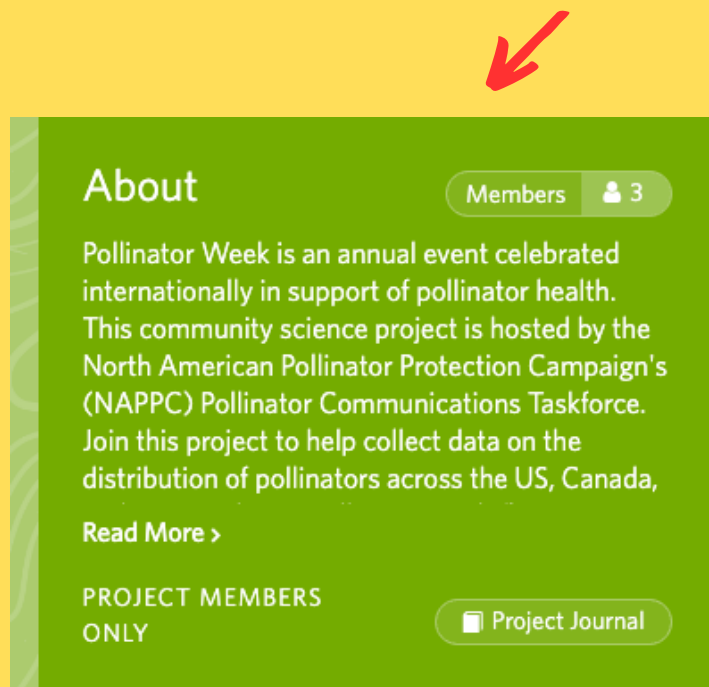 About
Members 3
Pollinator Week is an annual event celebrated
internationally in support of pollinator health.
This community science project is hosted by the
North American Pollinator Protection Campaign's
(NAPPC) Pollinator Communications Taskforce.
Join this project to help collect data on the
distribution of pollinators across the US, Canada,
Read More >
PROJECT MEMBERS
ONLY
Project Journal